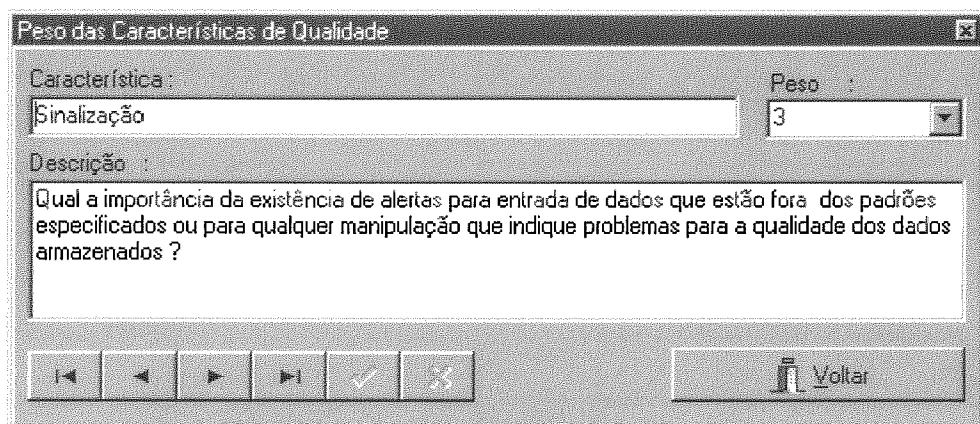 Peso das Características de Qualidade
Característica :
Peso :
Sinalização
3
Descrição :
Qual a importância da existência de alertas para entrada de dados que estão fora dos padrões
especificados ou para qualquer manipulação que indique problemas para a qualidade dos dados
armazenados ?
Voltar